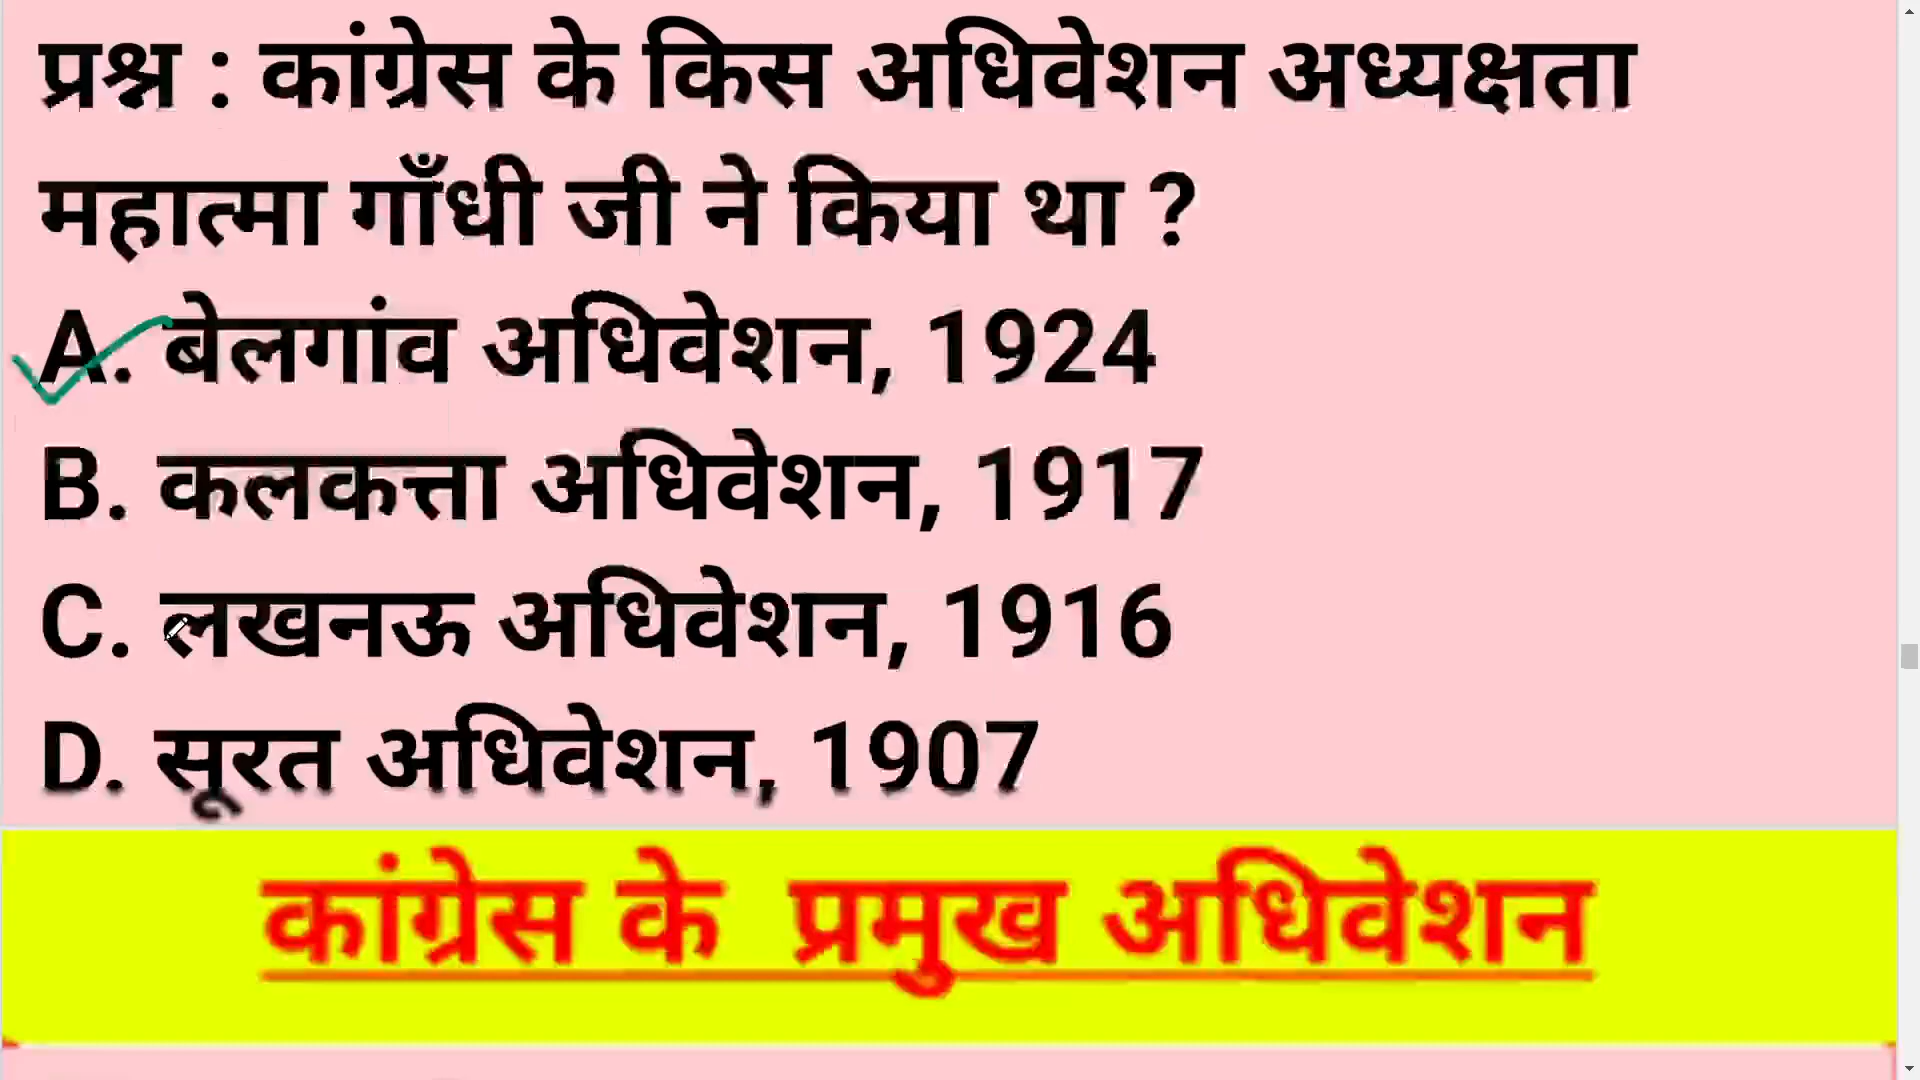 प्रश्न : कांग्रेस के किस अधिवेशन अध्यक्षता
महात्मा गाँधी जी ने किया था ?
A. बेलगांव अधिवेशन, 1924
B. कलकत्ता अधिवेशन, 1917
C. लखनऊ अधिवेशन, 1916
D. सूरत अधिवेशन, 1907
कांग्रेस के प्रमुख अधिवेशन